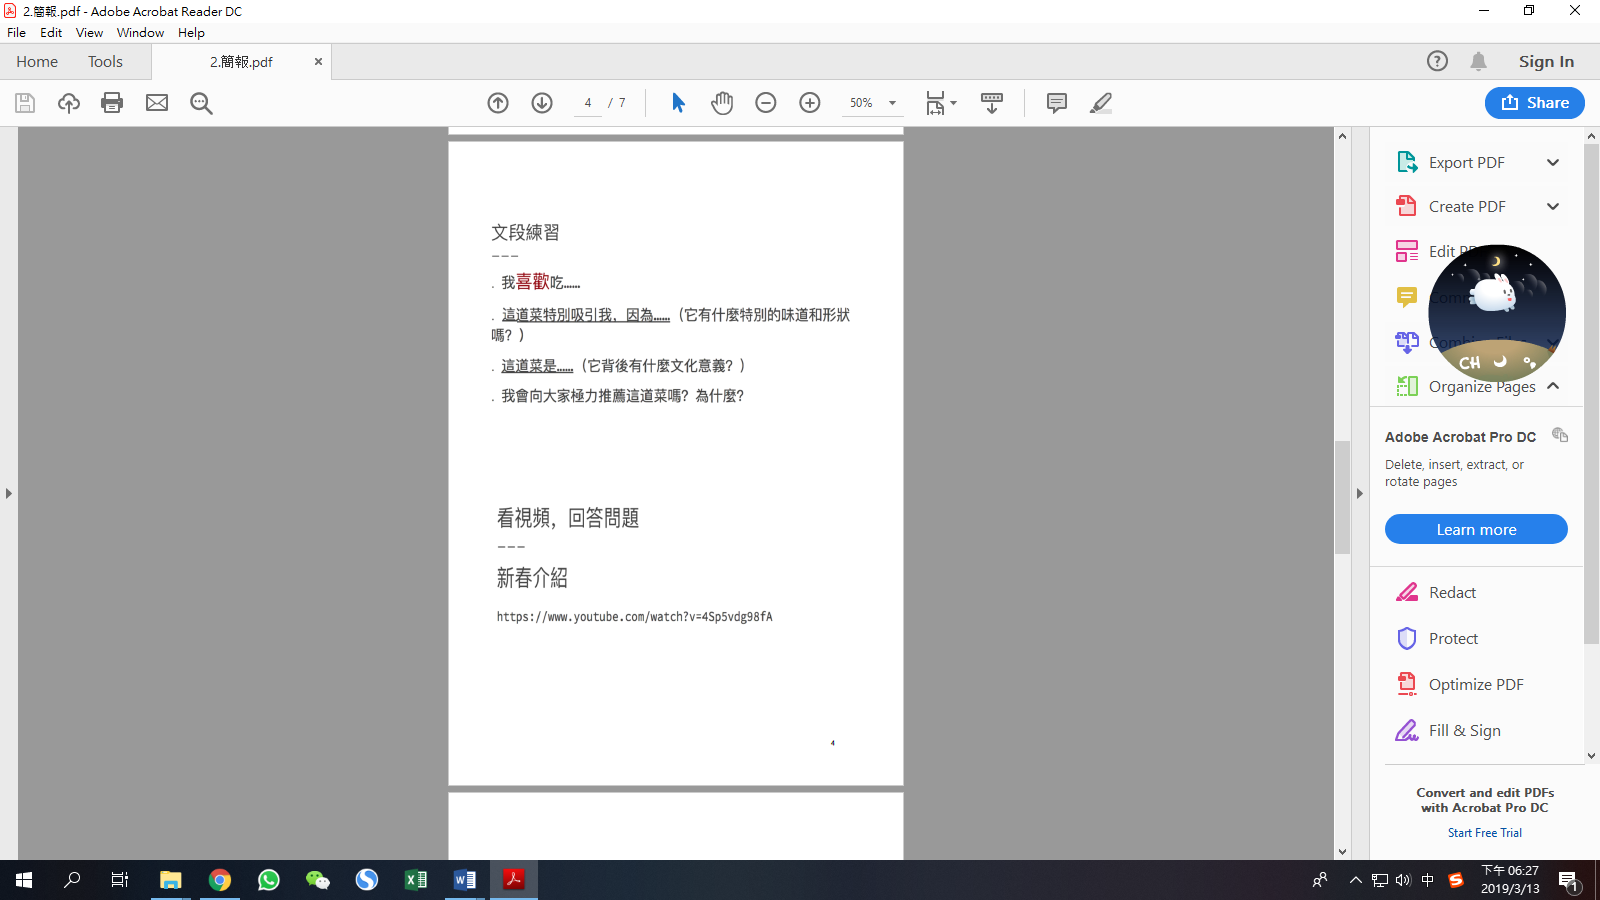 2.簡報.pdf - Adobe Acrobat Reader DC
File Edit View Window Help
Home Tools 2.簡報.pdf × Sign In
4 / 7 50% Share
文段練習
---
. 我喜歡吃......
. 這道菜特別吸引我，因為......（它有什麼特別的味道和形狀
嗎？）
. 這道菜是......（它背後有什麼文化意義？）
. 我會向大家極力推薦這道菜嗎？為什麼？
看視頻，回答問題
---
新春介紹
https://www.youtube.com/watch?v=4Sp5vdg98fA
4
Export PDF
Create PDF
Edit
CH
Organize Pages
Adobe Acrobat Pro DC
Delete, insert, extract, or
rotate pages
Learn more
Redact
Protect
Optimize PDF
Fill & Sign
Convert and edit PDFs
with Acrobat Pro DC
Start Free Trial
中
下午 06:27
2019/3/13
1